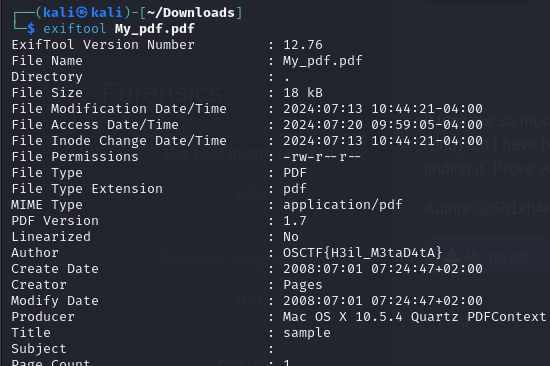 ┌──(kali㉿kali)-[~/Downloads]
└─$ exiftool My_pdf.pdf
ExifTool Version Number : 12.76
File Name : My_pdf.pdf
Directory : .
File Size : 18 kB
File Modification Date/Time : 2024:07:13 10:44:21-04:00
File Access Date/Time : 2024:07:20 09:59:05-04:00
File Inode Change Date/Time : 2024:07:13 10:44:21-04:00
File Permissions : -rw-r--r--
File Type : PDF
File Type Extension : pdf
MIME Type : application/pdf
PDF Version : 1.7
Linearized : No
Author : OSCTF{H3il_M3taD4tA}
Create Date : 2008:07:01 07:24:47+02:00
Creator : Pages
Modify Date : 2008:07:01 07:24:47+02:00
Producer : Mac OS X 10.5.4 Quartz PDFContext
Title : sample
Subject :
Page Count : 1